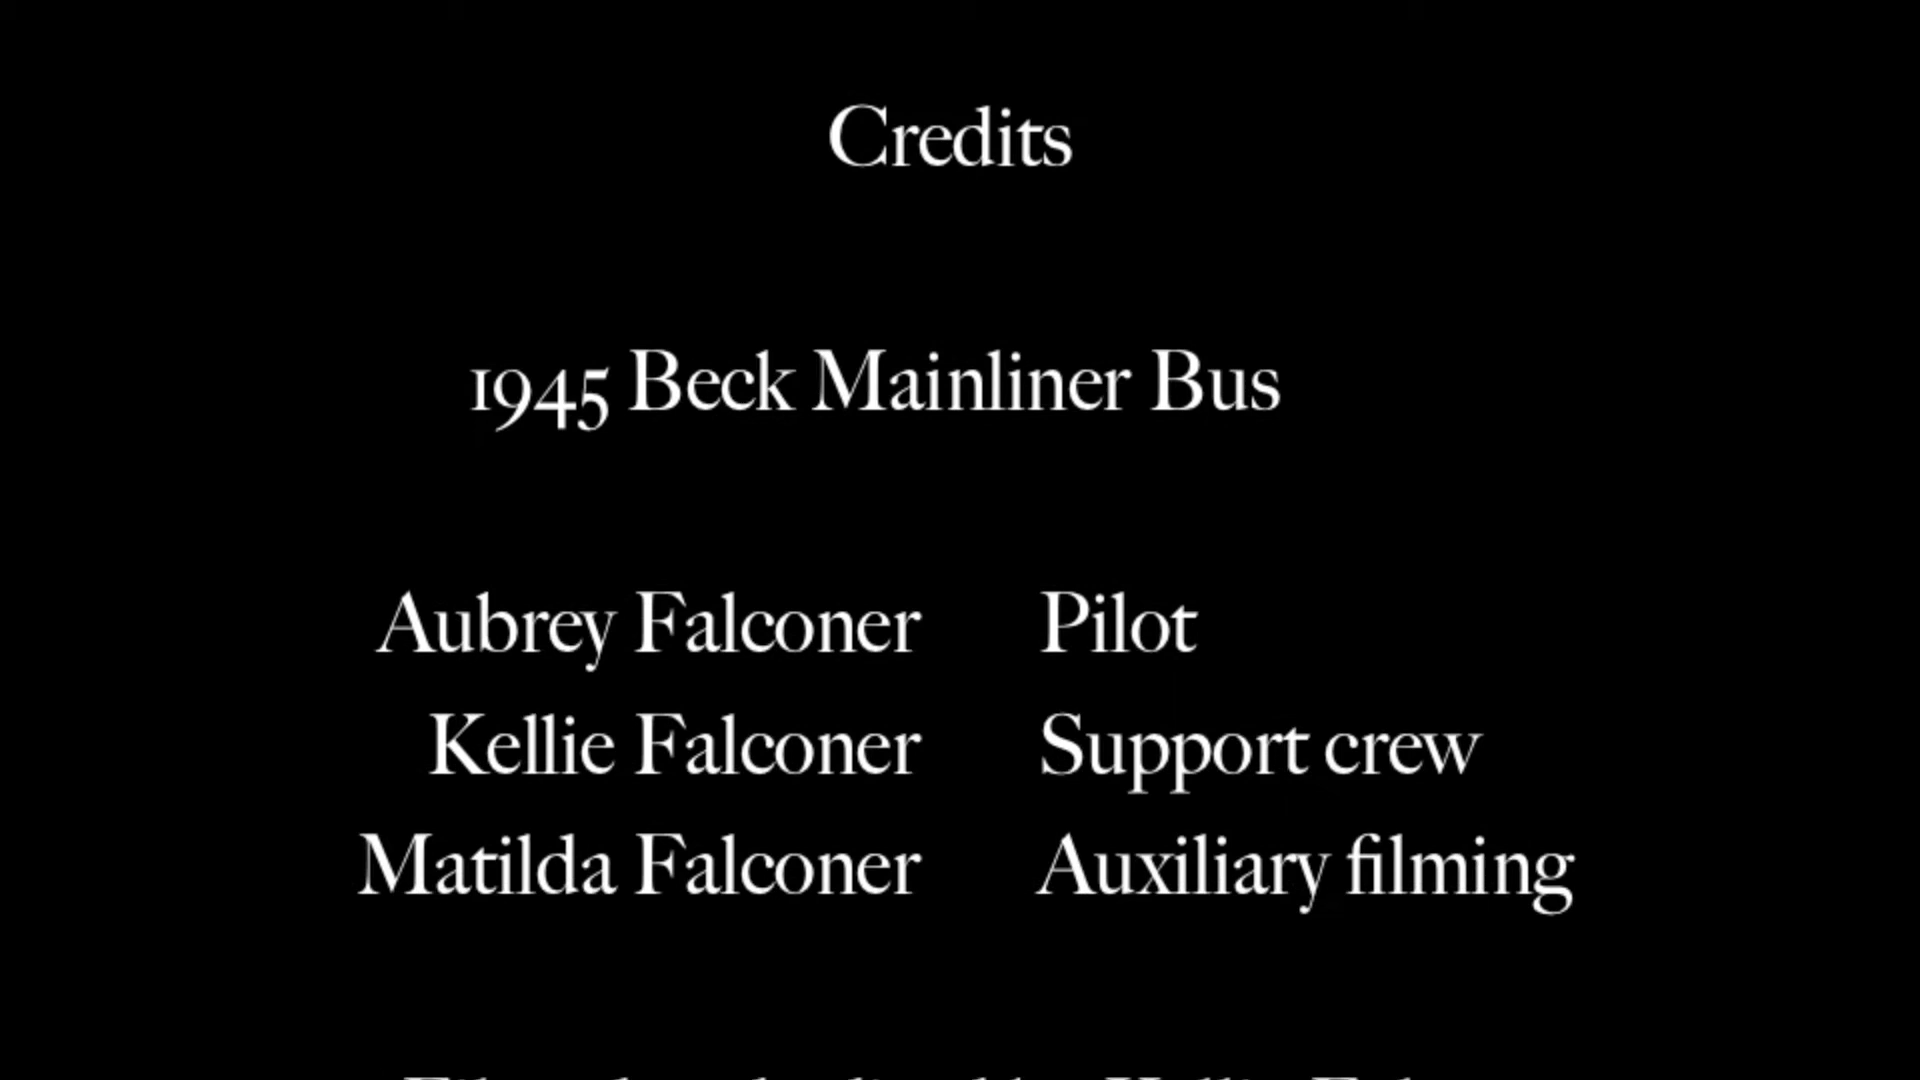 Credits
1945 Beck Mainliner Bus
Aubrey Falconer Pilot
Kellie Falconer Support crew
Matilda Falconer Auxiliary filming